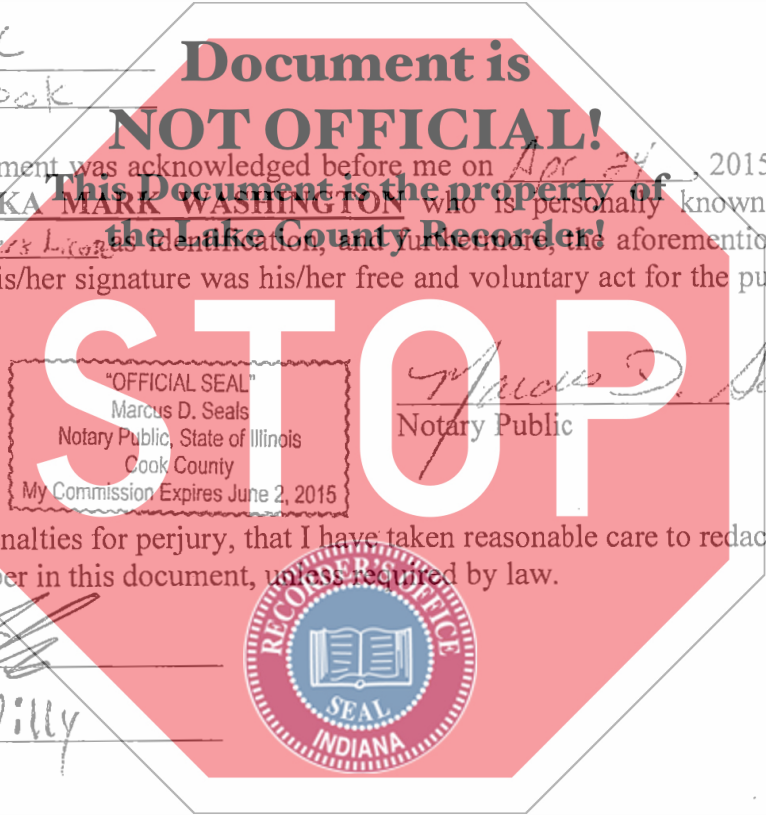 Document is
ook
NOT OFFICIAL!
ment was acknowledged before me on Apr 24, 2015
This Document is the property of
KA MARK WASHINGTON who is personally known
the Lake County Recorder!
as identification, and furthermore, the aforementio
is/her signature was his/her free and voluntary act for the pu
STOP
"OFFICIAL SEAL"
Marcus D. Seals
Notary Public, State of Illinois
Cook County
My Commission Expires June 2, 2015
Marcus D. Se
Notary Public
nalties for perjury, that I have taken reasonable care to redac
er in this document, unless required by law.
RECORDER'S OFFICE
SEAL
INDIANA
illy